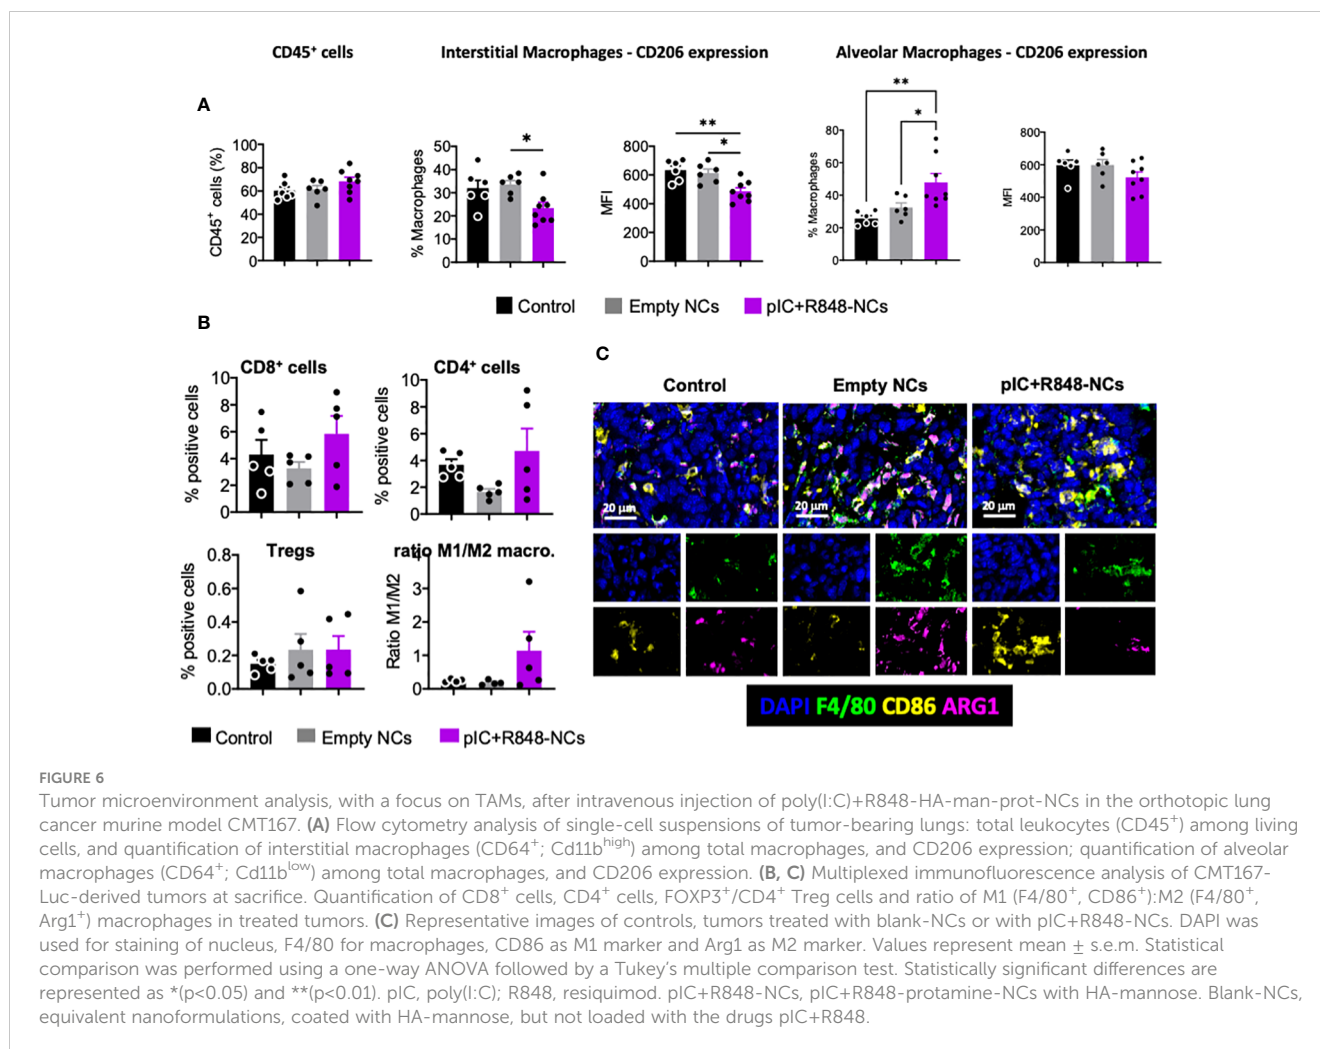 CD45⁺ cells
Interstitial Macrophages - CD206 expression
Alveolar Macrophages - CD206 expression
A
CD45⁺ cells (%)
100
80
60
40
20
0
% Macrophages
50
40
30
20
10
0
*
MFI
800
600
400
200
0
**
*
% Macrophages
80
60
40
20
0
**
*
MFI
800
600
400
200
0
Control
Empty NCs
pIC+R848-NCs
B
CD8⁺ cells
% positive cells
10
8
6
4
2
0
CD4⁺ cells
% positive cells
10
8
6
4
2
0
Tregs
% positive cells
0.8
0.6
0.4
0.2
0.0
ratio M1/M2 macro.
Ratio M1/M2
4
3
2
1
0
Control
Empty NCs
pIC+R848-NCs
C
Control
Empty NCs
pIC+R848-NCs
20 µm
20 µm
20 µm
DAPI F4/80 CD86 ARG1
FIGURE 6
Tumor microenvironment analysis, with a focus on TAMs, after intravenous injection of poly(I:C)+R848-HA-man-prot-NCs in the orthotopic lung
cancer murine model CMT167. (A) Flow cytometry analysis of single-cell suspensions of tumor-bearing lungs: total leukocytes (CD45⁺) among living
cells, and quantification of interstitial macrophages (CD64⁺; Cd11bʰⁱᵍʰ) among total macrophages, and CD206 expression; quantification of alveolar
macrophages (CD64⁺; Cd11bˡᵒʷ) among total macrophages, and CD206 expression. (B, C) Multiplexed immunofluorescence analysis of CMT167-
Luc-derived tumors at sacrifice. Quantification of CD8⁺ cells, CD4⁺ cells, FOXP3⁺/CD4⁺ Treg cells and ratio of M1 (F4/80⁺, CD86⁺):M2 (F4/80⁺,
Arg1⁺) macrophages in treated tumors. (C) Representative images of controls, tumors treated with blank-NCs or with pIC+R848-NCs. DAPI was
used for staining of nucleus, F4/80 for macrophages, CD86 as M1 marker and Arg1 as M2 marker. Values represent mean ± s.e.m. Statistical
comparison was performed using a one-way ANOVA followed by a Tukey's multiple comparison test. Statistically significant differences are
represented as *(p<0.05) and **(p<0.01). pIC, poly(I:C); R848, resiquimod. pIC+R848-NCs, pIC+R848-protamine-NCs with HA-mannose. Blank-NCs,
equivalent nanoformulations, coated with HA-mannose, but not loaded with the drugs pIC+R848.